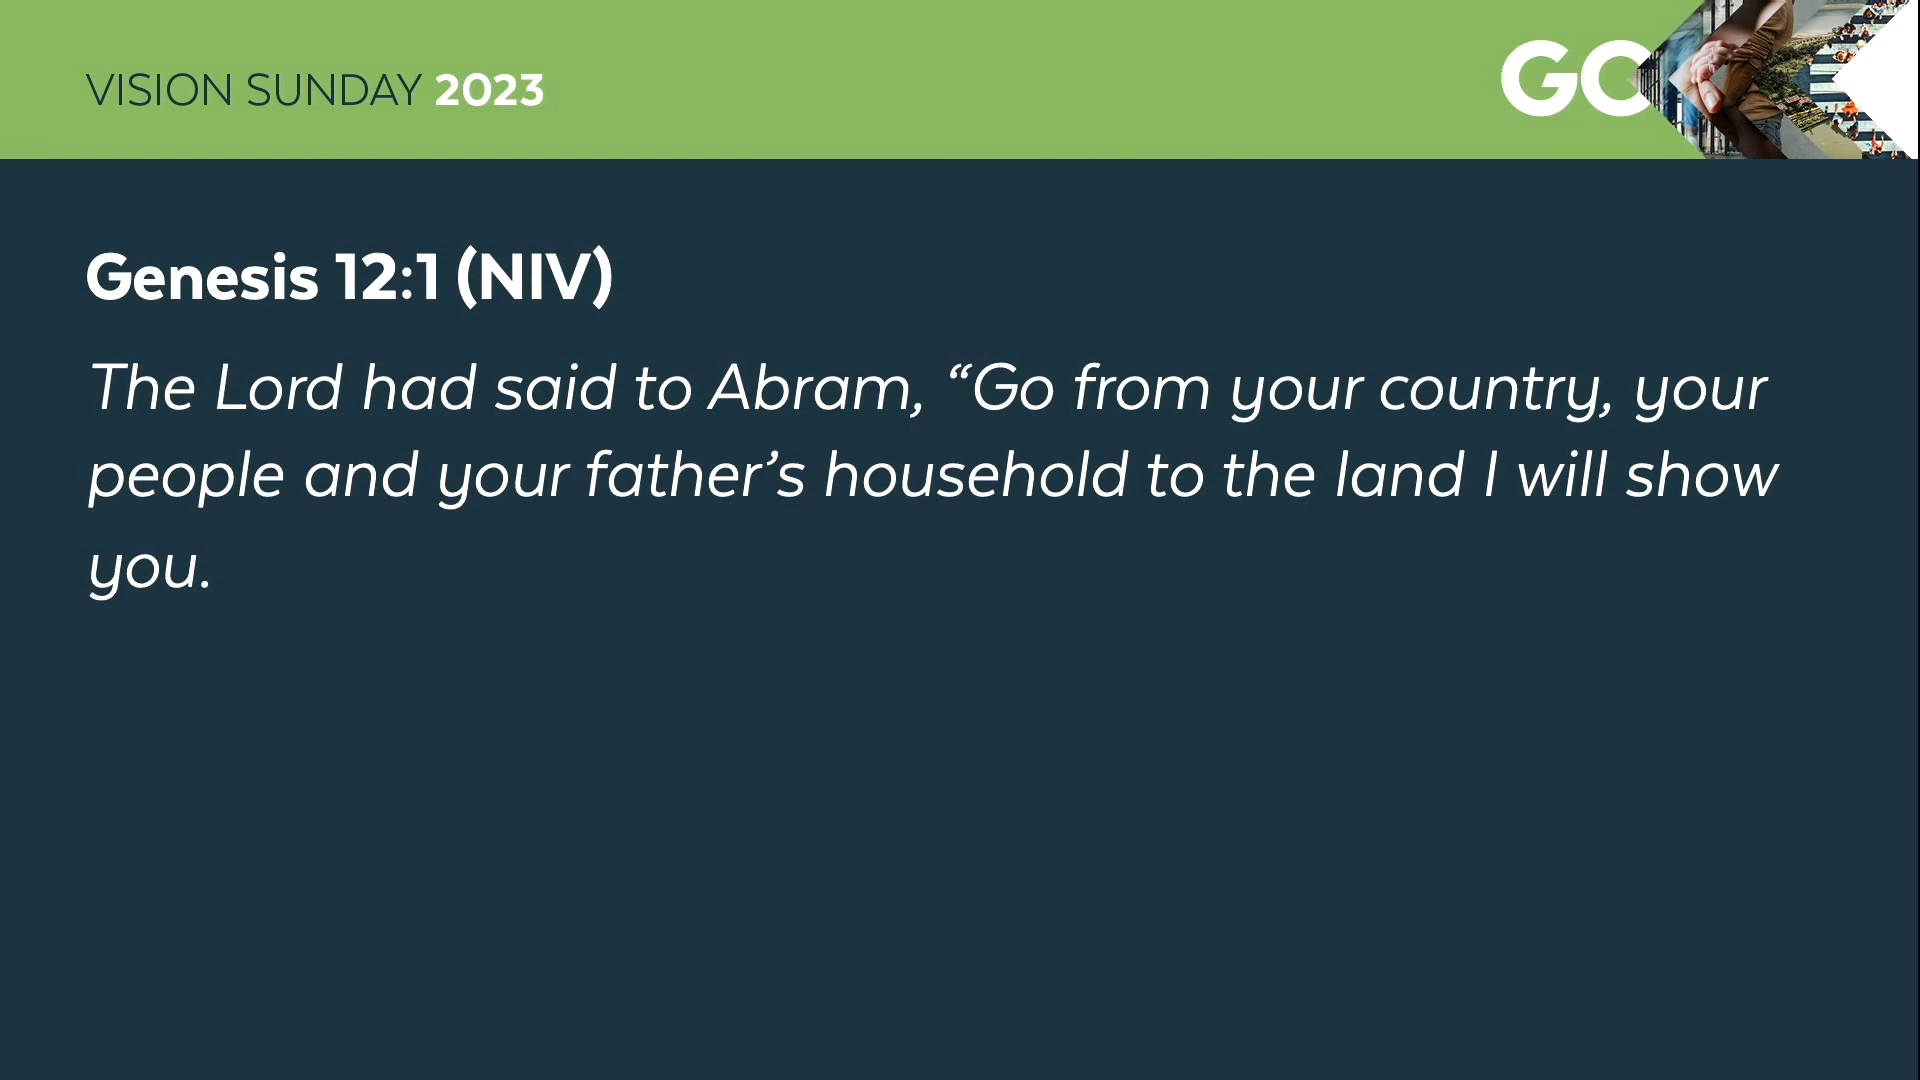 VISION SUNDAY 2023
GO
Genesis 12:1 (NIV)
The Lord had said to Abram, “Go from your country, your
people and your father’s household to the land I will show
you.